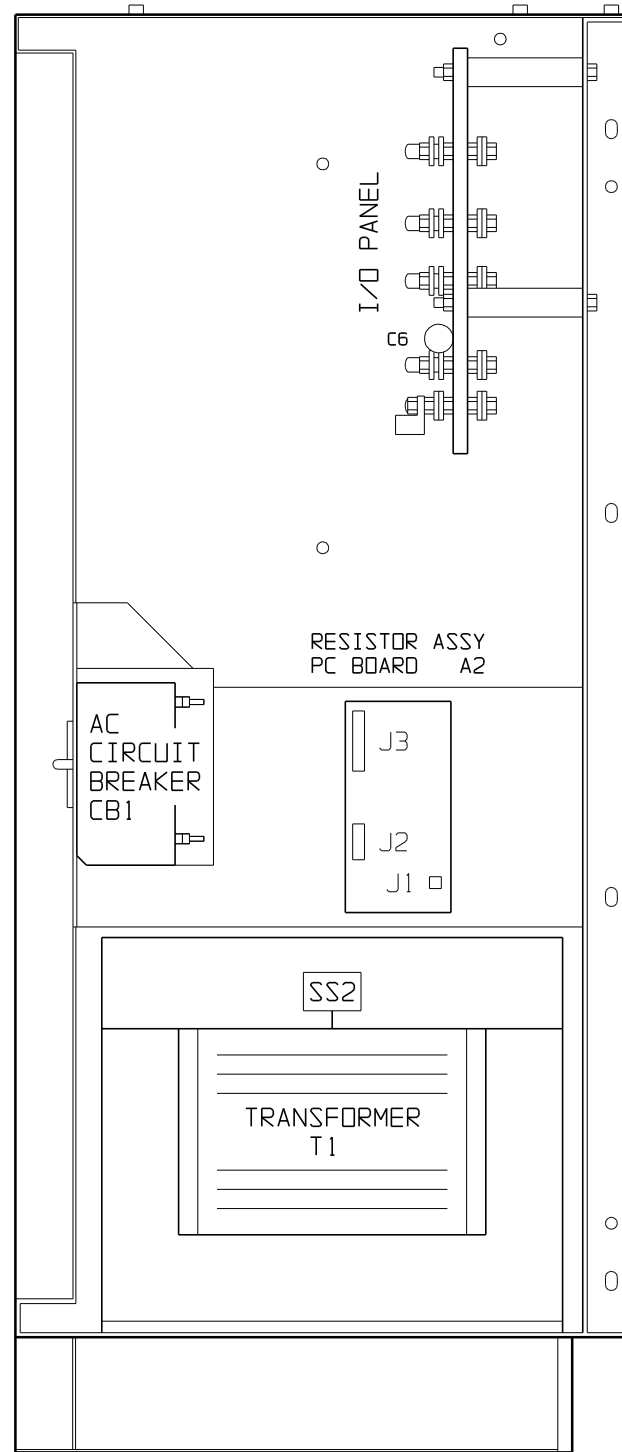 I/O PANEL
C6
RESISTOR ASSY
PC BOARD A2
AC
CIRCUIT
BREAKER
CB1
J3
J2
J1
SS2
TRANSFORMER
T1